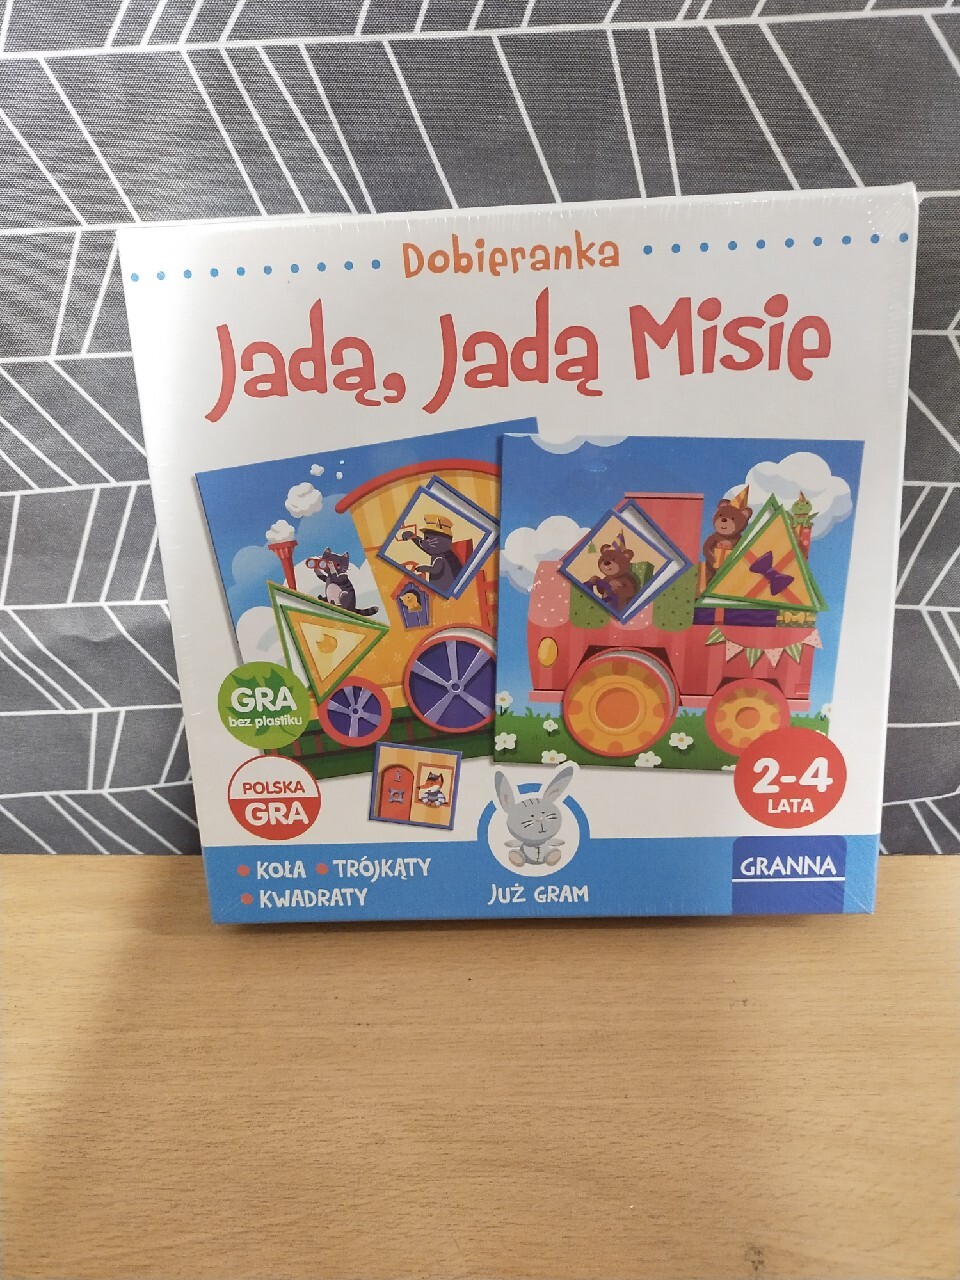 Dobieranka
Jadą, Jadą Misie
GRA
bez plastiku
POLSKA
GRA
2-4
LATA
• KOŁA • TRÓJKĄTY
• KWADRATY
JUŻ GRAM
GRANNA